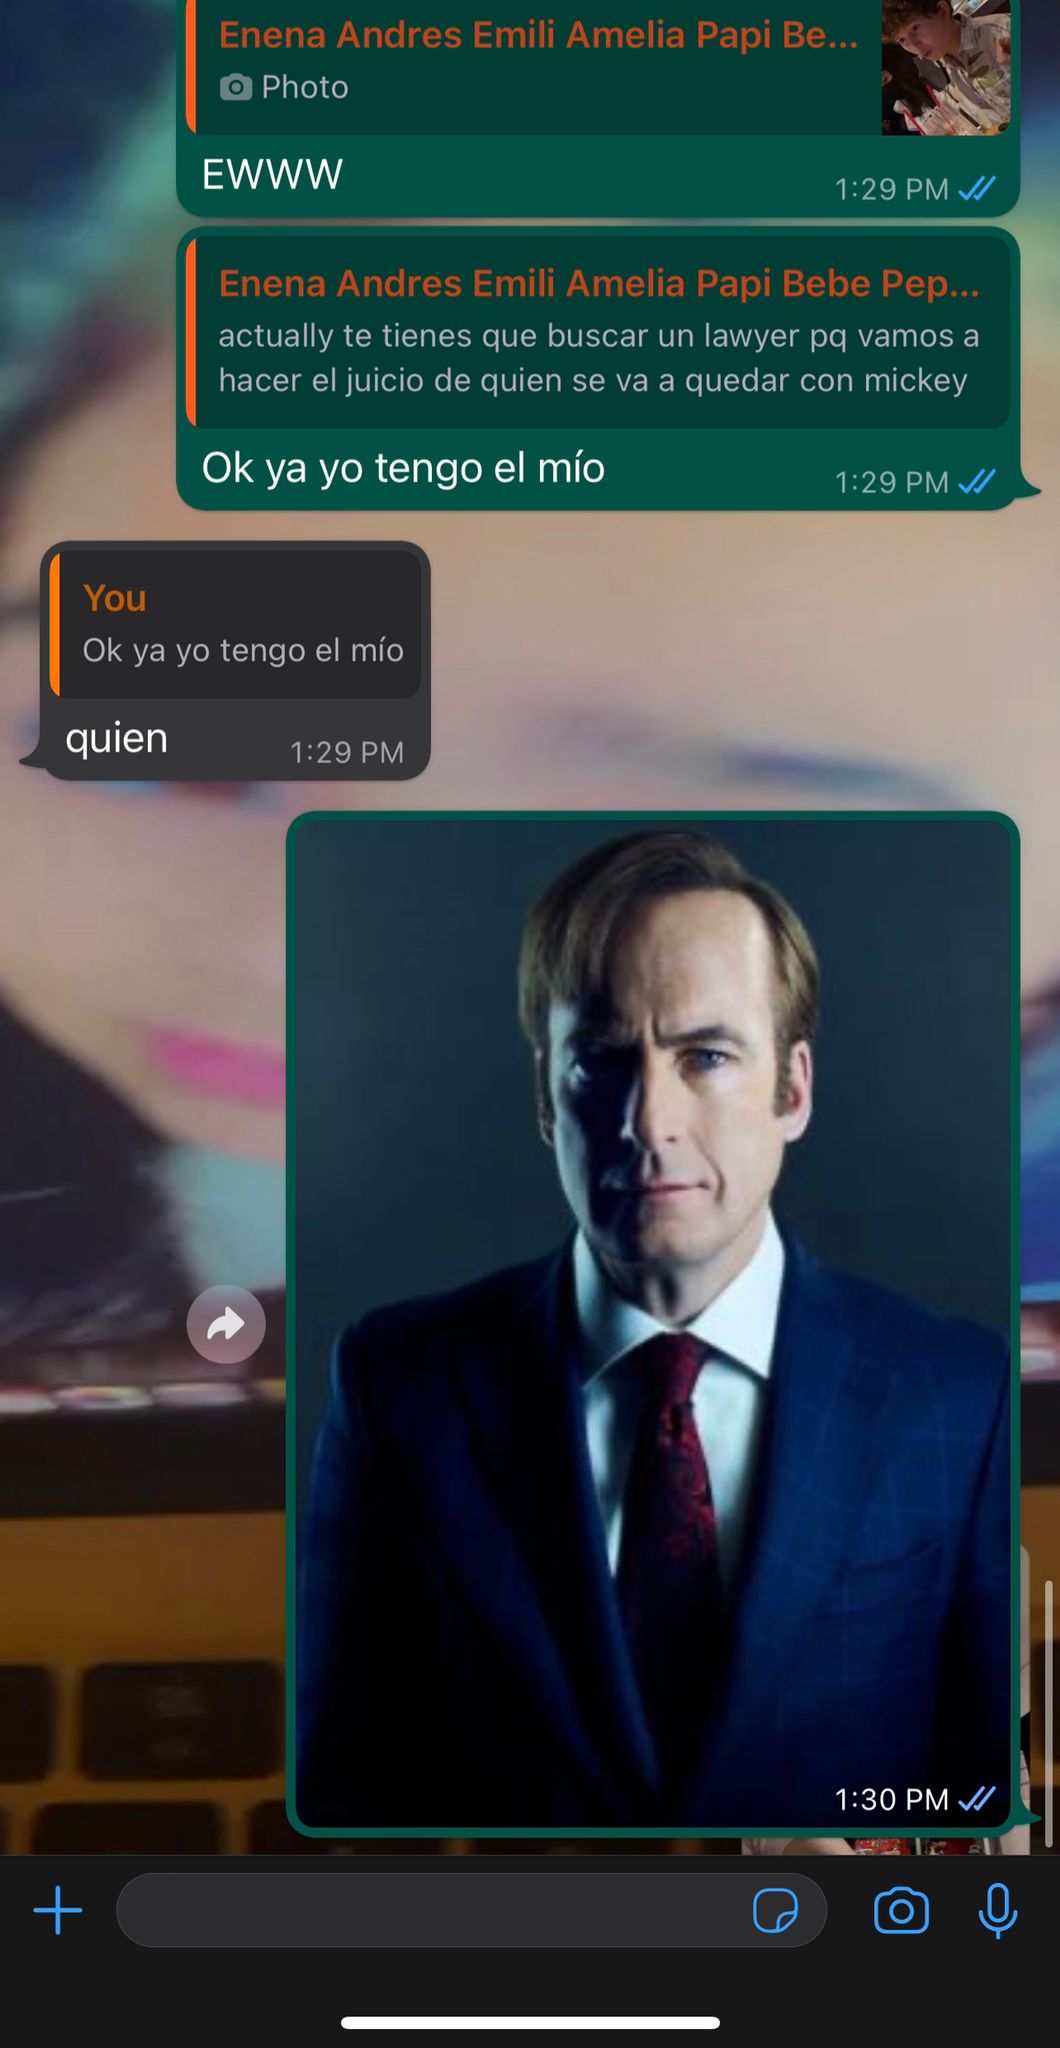 Enena Andres Emili Amelia Papi Be...
Photo
EWWW
1:29 PM
Enena Andres Emili Amelia Papi Bebe Pep...
actually te tienes que buscar un lawyer pq vamos a
hacer el juicio de quien se va a quedar con mickey
Ok ya yo tengo el mío
1:29 PM
You
Ok ya yo tengo el mío
quien
1:29 PM
1:30 PM